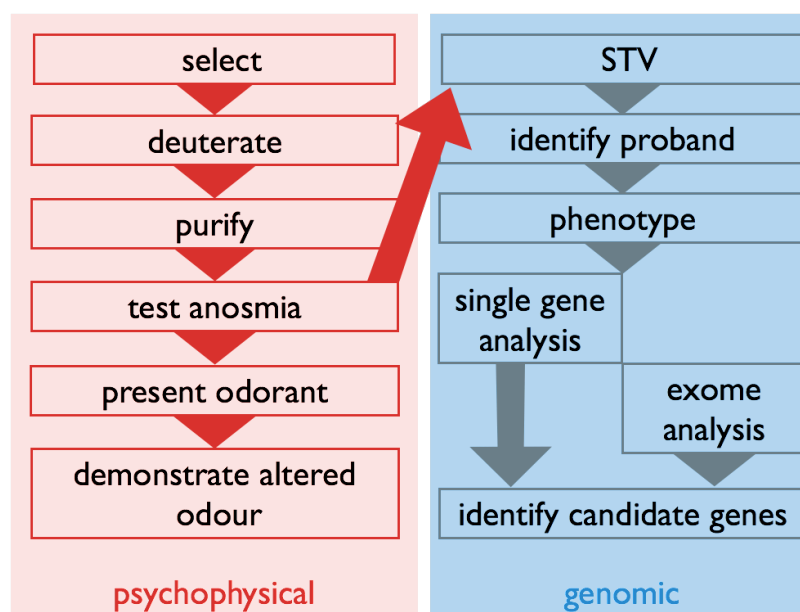 select
deuterate
purify
test anosmia
present odorant
demonstrate altered
odour
psychophysical
STV
identify proband
phenotype
single gene
analysis
exome
analysis
identify candidate genes
genomic